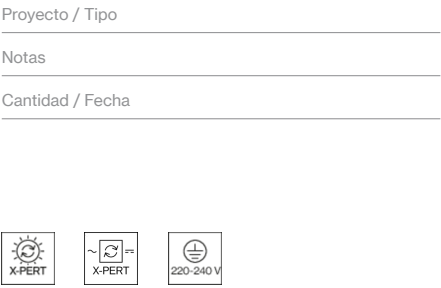 Proyecto / Tipo
Notas
Cantidad / Fecha
X-PERT
X-PERT
220-240 V